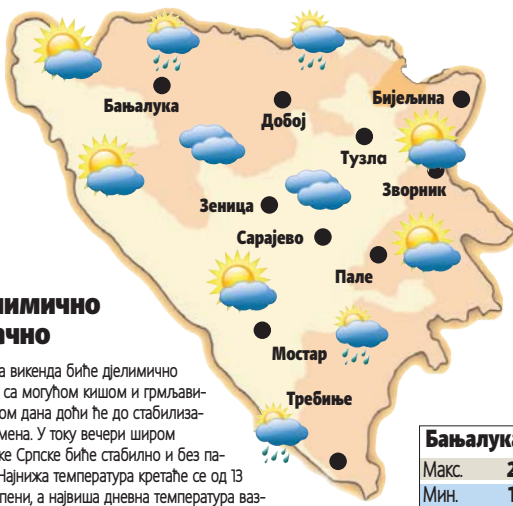 Бањалука
Добој
Бијељина
Тузла
Зворник
Зеница
Сарајево
Пале
Мостар
Требиње
лимично
чно
а викенда биће дјелимично
са могућом кишом и грмљави-
ом дана доћи ће до стабилиза-
мена. У току вечери широм
ке Српске биће стабилно и без па-
Најнижа температура кретаће се од 13
пени, а највиша дневна температура ваз-
Бањалука
Макс. 2
Мин. 1